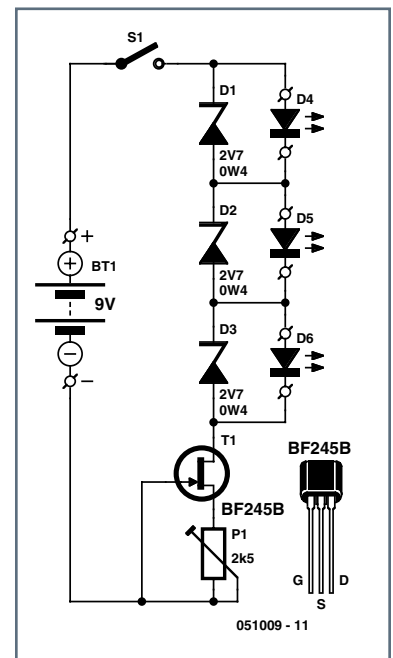 S1
D1
D4
2V7
0W4
D2
D5
+
BT1
9V
2V7
0W4
D3
D6
–
2V7
0W4
T1
BF245B
BF245B
P1
2k5
G
D
S
051009 - 11